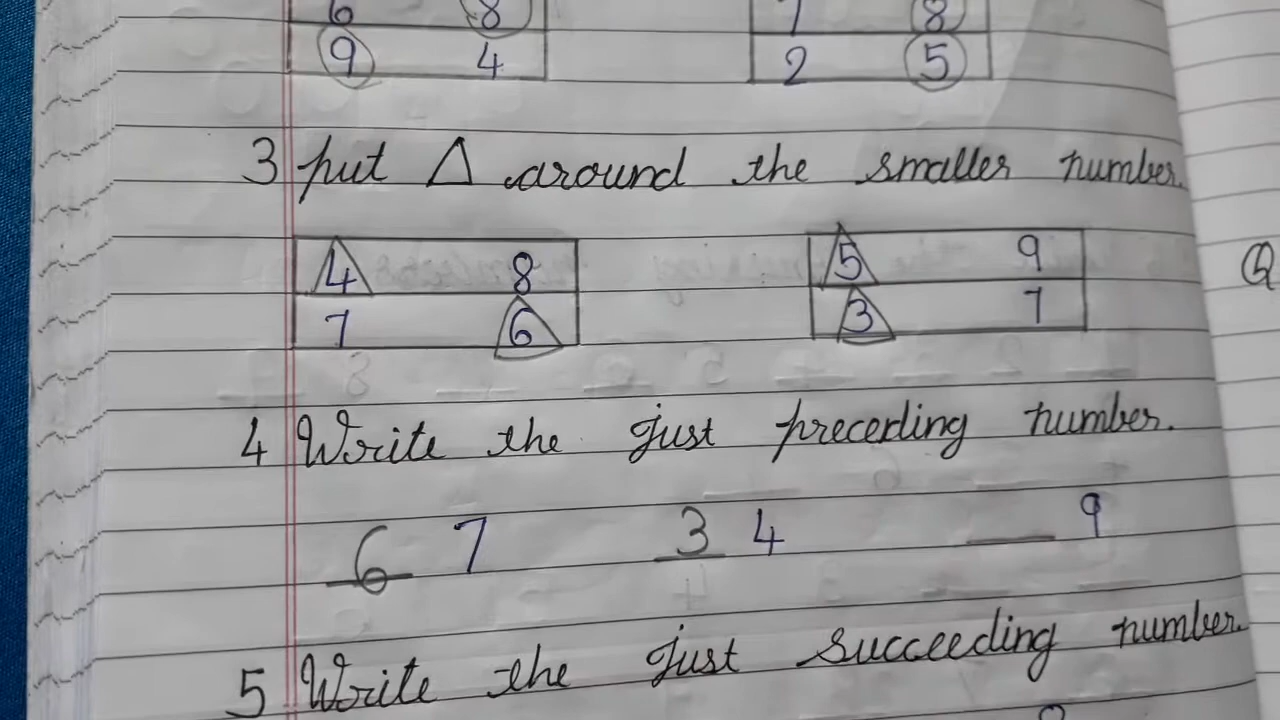 6 8 7 8
9 4 2 5
3 put △ around the smaller number.
4 8 5 9
7 6 3 7
4 Write the just preceding number.
6 7 3 4 __ 9
Q
5 Write the just succeeding number.